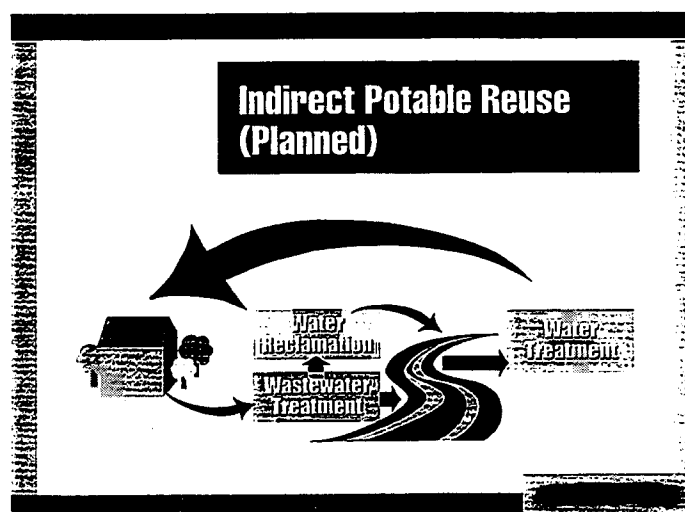 Indirect Potable Reuse
(Planned)
Water
Reclamation
Water
Treatment
Wastewater
Treatment